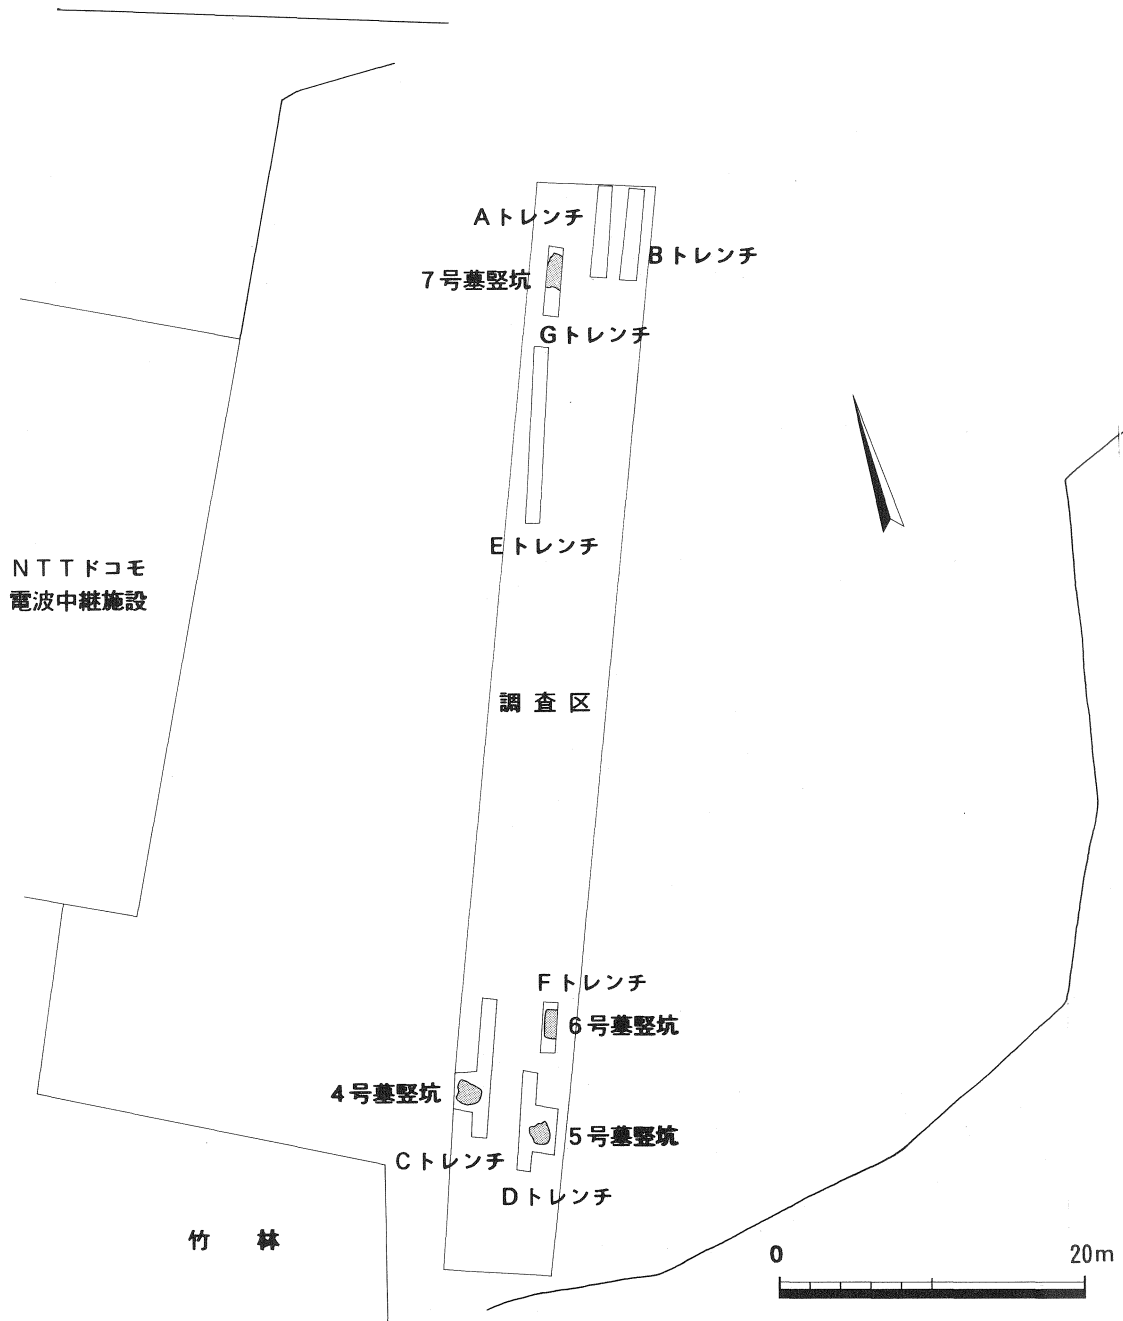 Aトレンチ
Bトレンチ
7号墓竪坑
Gトレンチ
Eトレンチ
NTTドコモ
電波中継施設
調査区
Fトレンチ
6号墓竪坑
4号墓竪坑
5号墓竪坑
Cトレンチ
Dトレンチ
竹林
0 20m